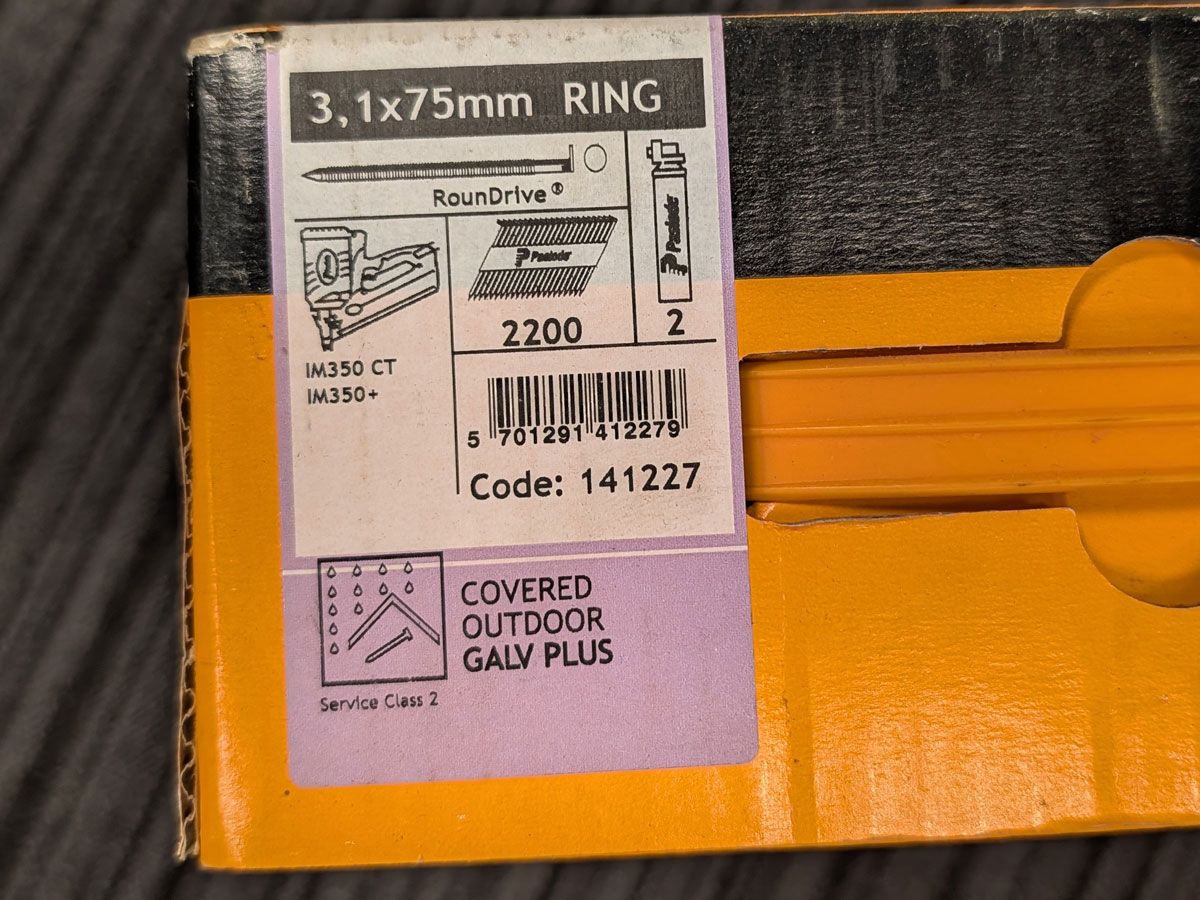 3,1x75mm RING
RounDrive®
Paslode
Paslode
2200
2
IM350 CT
IM350+
5 701291 412279
Code: 141227
COVERED
OUTDOOR
GALV PLUS
Service Class 2